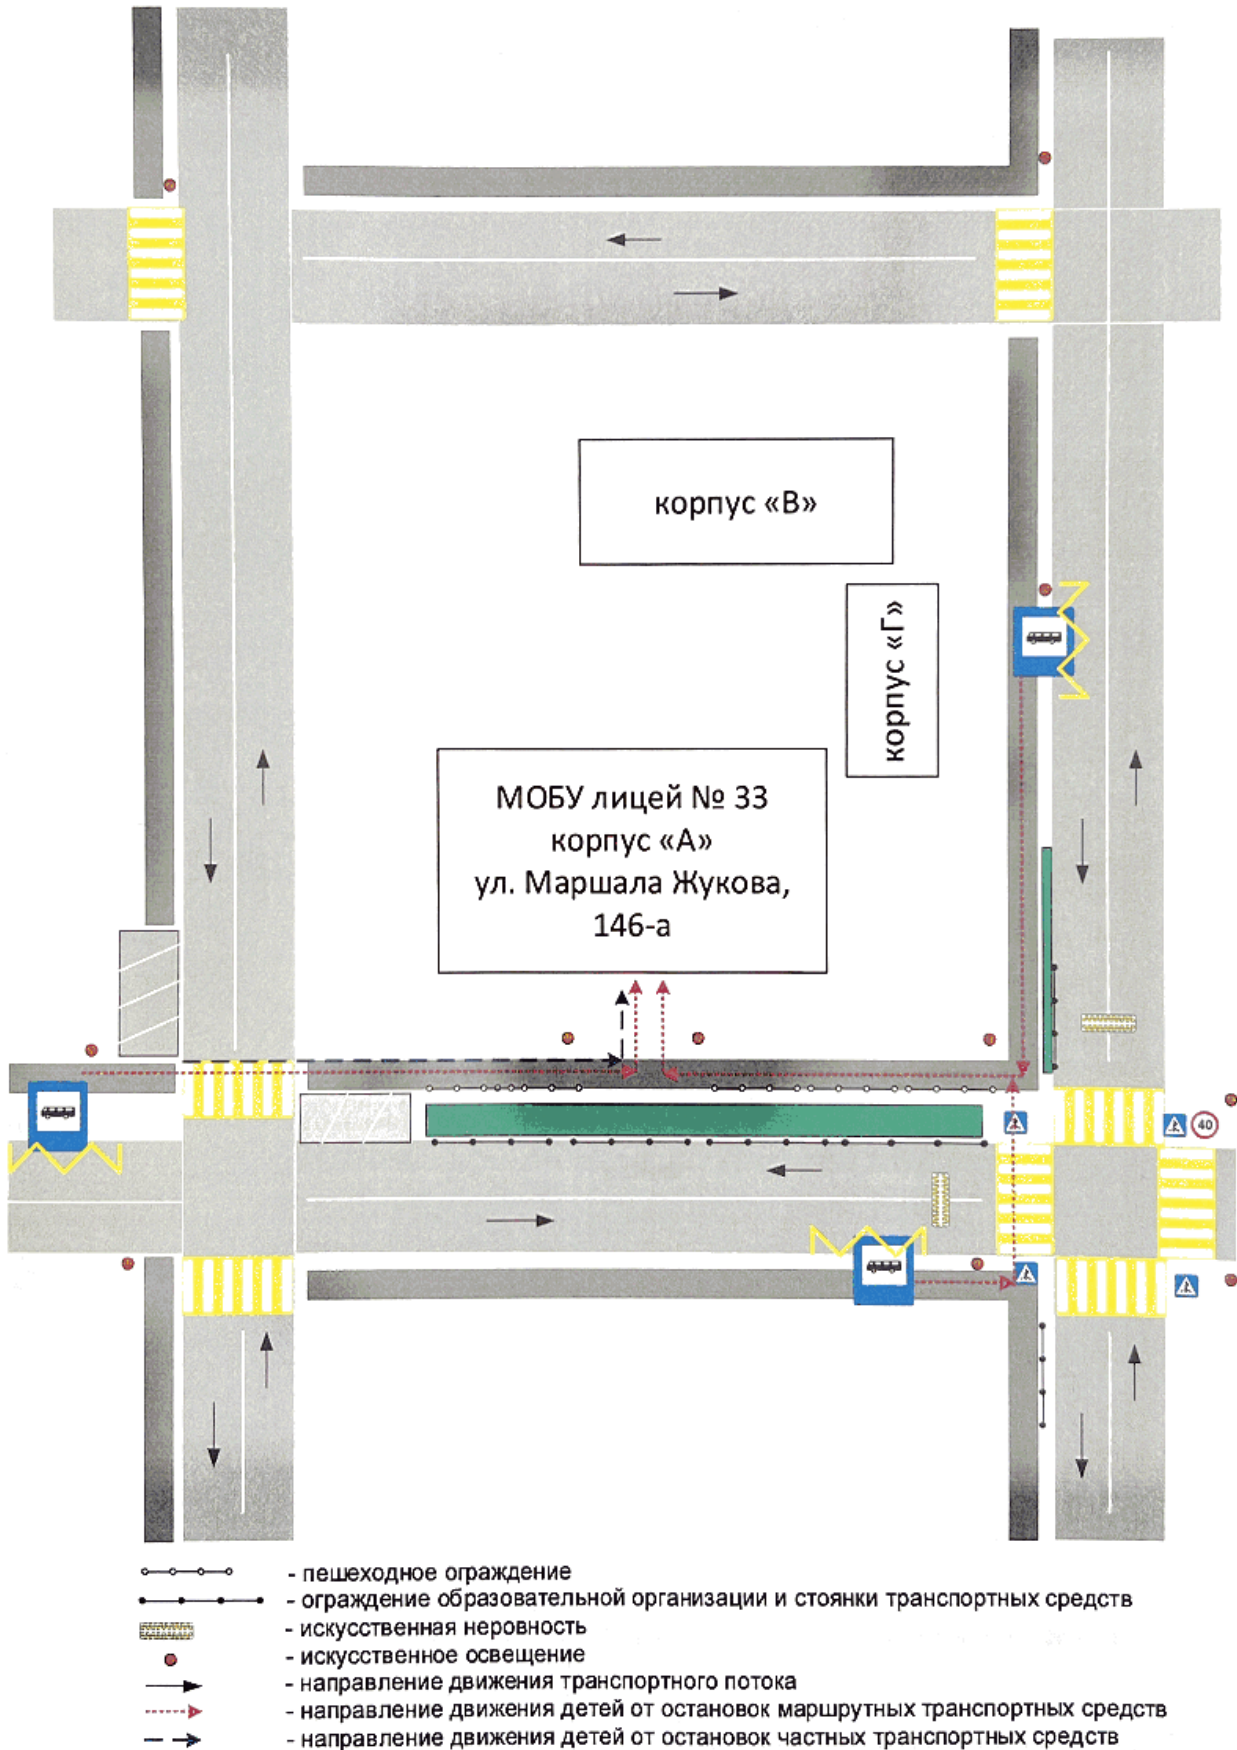 корпус «В»
корпус «Г»
МОБУ лицей № 33
корпус «А»
ул. Маршала Жукова,
146-а
40
- пешеходное ограждение
- ограждение образовательной организации и стоянки транспортных средств
- искусственная неровность
- искусственное освещение
- направление движения транспортного потока
- направление движения детей от остановок маршрутных транспортных средств
- направление движения детей от остановок частных транспортных средств